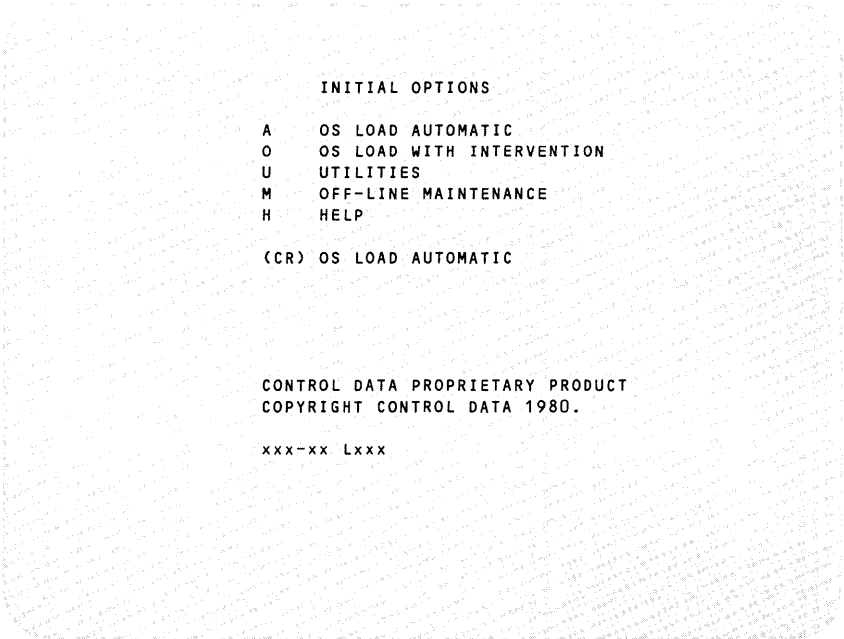 INITIAL OPTIONS
A OS LOAD AUTOMATIC
O OS LOAD WITH INTERVENTION
U UTILITIES
M OFF-LINE MAINTENANCE
H HELP
(CR) OS LOAD AUTOMATIC
CONTROL DATA PROPRIETARY PRODUCT
COPYRIGHT CONTROL DATA 1980.
xxx-xx Lxxx